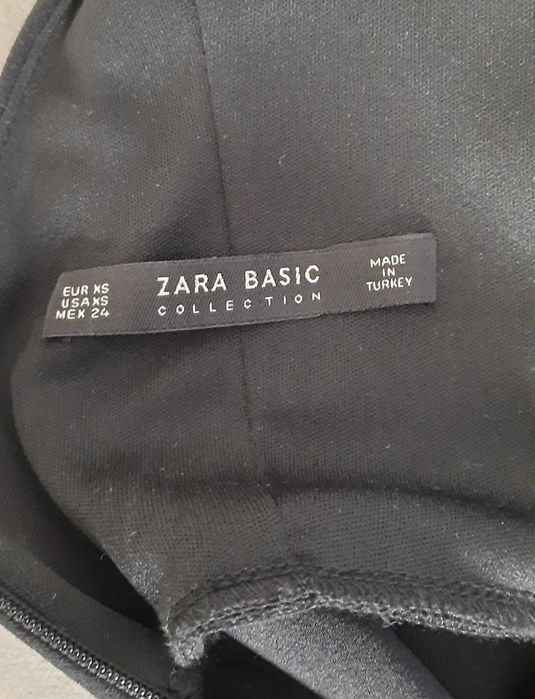 EUR XS
USA XS
MEX 24
ZARA BASIC
COLLECTION
MADE
IN
TURKEY